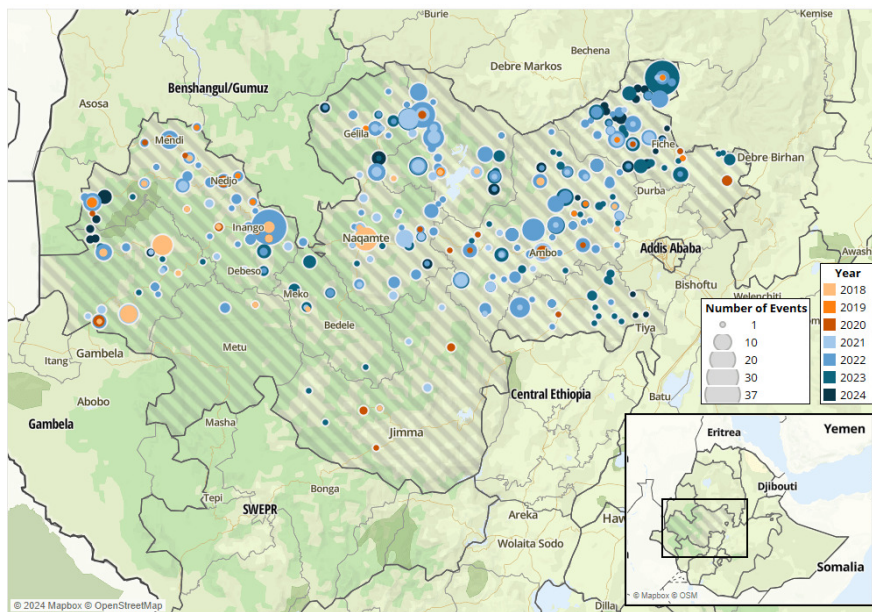 Kemise
Burie
Bechena
Debre Markos
Benshangul/Gumuz
Asosa
Gelila
Mendi
Fiche
Debre Birhan
Nedjo
Durba
Inango
Naqamte
Ambo
Addis Ababa
Awash
Debeso
Bishoftu
Meko
Welenchiti
Bedele
Tiya
Metu
Gambela
Itang
Abobo
Central Ethiopia
Batu
Gambela
Masha
Jimma
Tepi
Bonga
SWEPR
Areka
Wolaita Sodo
Haw
Dilla
Year
2018
2019
2020
2021
2022
2023
2024
Number of Events
1
10
20
30
37
Eritrea
Yemen
Djibouti
Somalia
© Mapbox © OSM
© 2024 Mapbox © OpenStreetMap